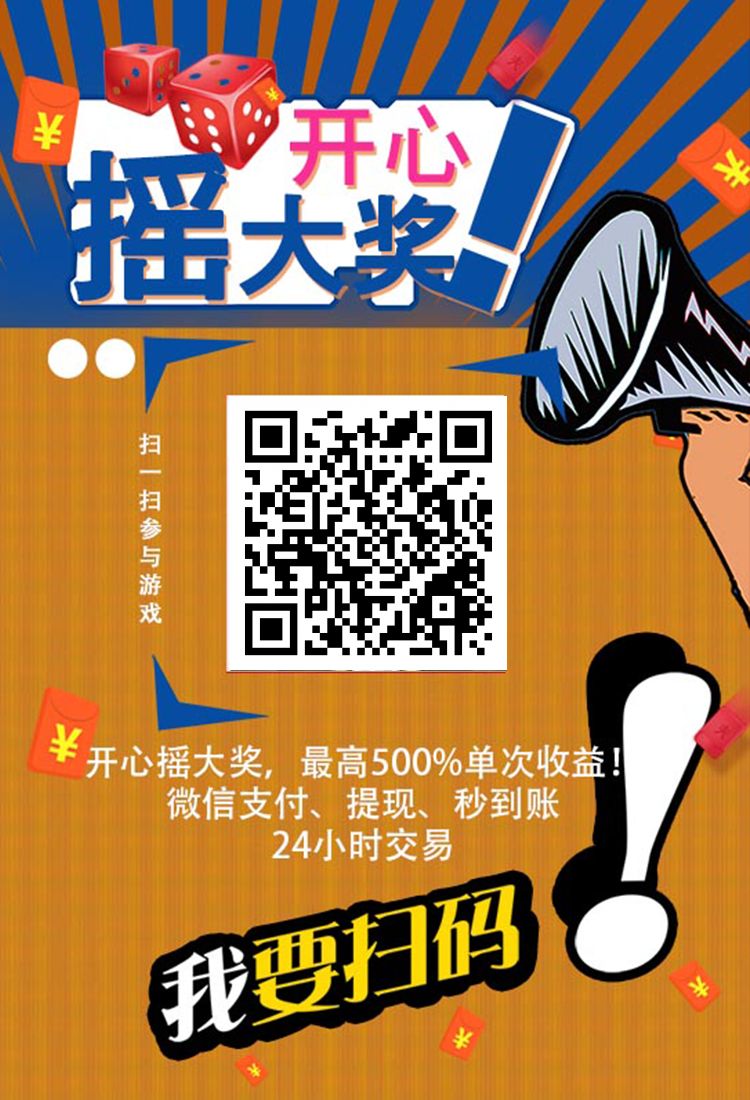 开心
摇大奖!
扫一扫参与游戏
开心摇大奖，最高500%单次收益！
微信支付、提现、秒到账
24小时交易
我要扫码
¥
¥
¥
¥
¥
¥
¥